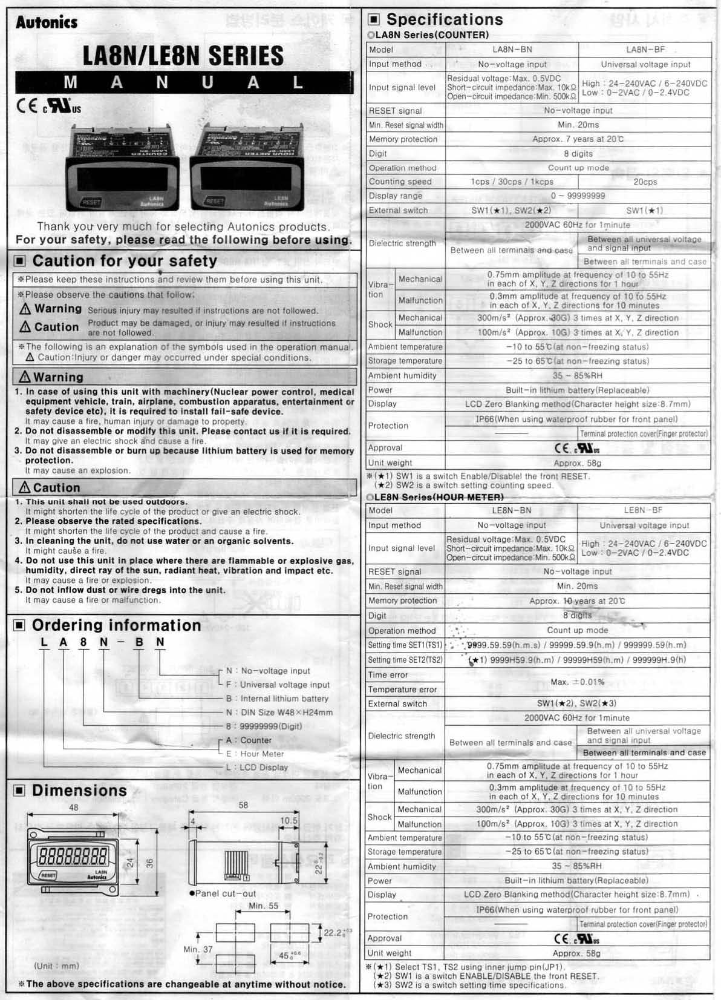 Autonics
LA8N/LE8N SERIES
MANUAL
CE c UR US
COUNTER
LA8N-BN
Autonics
HOUR METER
LE8N-BF
Autonics
RESET
LA8N
Autonics
RESET
LE8N
Autonics
Thank you very much for selecting Autonics products.
For your safety, please read the following before using.
▣ Caution for your safety
※Please keep these instructions and review them before using this unit.
※Please observe the cautions that follow:
⚠ Warning Serious injury may resulted if instructions are not followed.
⚠ Caution Product may be damaged, or injury may resulted if instructions
are not followed.
※The following is an explanation of the symbols used in the operation manual.
⚠ Caution:Injury or danger may occurred under special conditions.
⚠ Warning
1. In case of using this unit with machinery(Nuclear power control, medical
equipment vehicle, train, airplane, combustion apparatus, entertainment or
safety device etc), it is required to install fail-safe device.
It may cause a fire, human injury or damage to property.
2. Do not disassemble or modify this unit. Please contact us if it is required.
It may give an electric shock and cause a fire.
3. Do not disassemble or burn up because lithium battery is used for memory
protection.
It may cause an explosion.
⚠ Caution
1. This unit shall not be used outdoors.
It might shorten the life cycle of the product or give an electric shock.
2. Please observe the rated specifications.
It might shorten the life cycle of the product and cause a fire.
3. In cleaning the unit, do not use water or an organic solvents.
It might cause a fire.
4. Do not use this unit in place where there are flammable or explosive gas,
humidity, direct ray of the sun, radiant heat, vibration and impact etc.
It may cause a fire or explosion.
5. Do not inflow dust or wire dregs into the unit.
It may cause a fire or malfunction.
▣ Ordering information
L A 8 N - B N
N : No-voltage input
F : Universal voltage input
B : Internal lithium battery
N : DIN Size W48×H24mm
8 : 99999999(Digit)
A : Counter
E : Hour Meter
L : LCD Display
▣ Dimensions
48
24
36
88888888
RESET
LA8N
Autonics
58
4
10.5
1
22 0 -0.2
●Panel cut-out
Min. 55
22.2 +0.3 0
Min. 37
45 +0.6 0
(Unit : mm)
※The above specifications are changeable at anytime without notice.
▣ Specifications
◎LA8N Series(COUNTER)
Model LA8N-BN LA8N-BF
Input method No-voltage input Universal voltage input
Input signal level
Residual voltage:Max. 0.5VDC
Short-circuit impedance:Max. 10kΩ
Open-circuit impedance:Min. 500kΩ
High : 24-240VAC / 6-240VDC
Low : 0-2VAC / 0-2.4VDC
RESET signal No-voltage input
Min. Reset signal width Min. 20ms
Memory protection Approx. 7 years at 20℃
Digit 8 digits
Operation method Count up mode
Counting speed 1cps / 30cps / 1kcps 20cps
Display range 0 ~ 99999999
External switch SW1(★1), SW2(★2) SW1(★1)
Dielectric strength
2000VAC 60Hz for 1minute
Between all terminals and case
Between all universal voltage
and signal input
Between all terminals and case
Vibra-
tion
Mechanical
0.75mm amplitude at frequency of 10 to 55Hz
in each of X, Y, Z directions for 1 hour
Malfunction
0.3mm amplitude at frequency of 10 to 55Hz
in each of X, Y, Z directions for 10 minutes
Shock
Mechanical 300m/s² (Approx. 30G) 3 times at X, Y, Z direction
Malfunction 100m/s² (Approx. 10G) 3 times at X, Y, Z direction
Ambient temperature -10 to 55℃(at non-freezing status)
Storage temperature -25 to 65℃(at non-freezing status)
Ambient humidity 35 ~ 85%RH
Power Built-in lithium battery(Replaceable)
Display LCD Zero Blanking method(Character height size:8.7mm)
Protection
IP66(When using waterproof rubber for front panel)
——— Terminal protection cover(Finger protector)
Approval CE, c UR US
Unit weight Approx. 58g
※(★1) SW1 is a switch Enable/Disablel the front RESET.
(★2) SW2 is a switch setting counting speed.
◎LE8N Series(HOUR METER)
Model LE8N-BN LE8N-BF
Input method No-voltage input Universal voltage input
Input signal level
Residual voltage:Max. 0.5VDC
Short-circuit impedance:Max. 10kΩ
Open-circuit impedance:Min. 500kΩ
High : 24-240VAC / 6-240VDC
Low : 0-2VAC / 0-2.4VDC
RESET signal No-voltage input
Min. Reset signal width Min. 20ms
Memory protection Approx. 10 years at 20℃
Digit 8 digits
Operation method Count up mode
Setting time SET1(TS1) 9999.59.59(h.m.s) / 99999.59.9(h.m) / 999999.59(h.m)
Setting time SET2(TS2) (★1) 9999H59.9(h.m) / 99999H59(h.m) / 999999H.9(h)
Time error
Temperature error
Max. ±0.01%
External switch SW1(★2), SW2(★3)
Dielectric strength
2000VAC 60Hz for 1minute
Between all terminals and case
Between all universal voltage
and signal input
Between all terminals and case
Vibra-
tion
Mechanical
0.75mm amplitude at frequency of 10 to 55Hz
in each of X, Y, Z directions for 1 hour
Malfunction
0.3mm amplitude at frequency of 10 to 55Hz
in each of X, Y, Z directions for 10 minutes
Shock
Mechanical 300m/s² (Approx. 30G) 3 times at X, Y, Z direction
Malfunction 100m/s² (Approx. 10G) 3 times at X, Y, Z direction
Ambient temperature -10 to 55℃(at non-freezing status)
Storage temperature -25 to 65℃(at non-freezing status)
Ambient humidity 35 ~ 85%RH
Power Built-in lithium battery(Replaceable)
Display LCD Zero Blanking method(Character height size:8.7mm)
Protection
IP66(When using waterproof rubber for front panel)
——— Terminal protection cover(Finger protector)
Approval CE, c UR US
Unit weight Approx. 58g
※(★1) Select TS1, TS2 using inner jump pin(JP1).
(★2) SW1 is a switch ENABLE/DISABLE the front RESET.
(★3) SW2 is a switch setting time specifications.